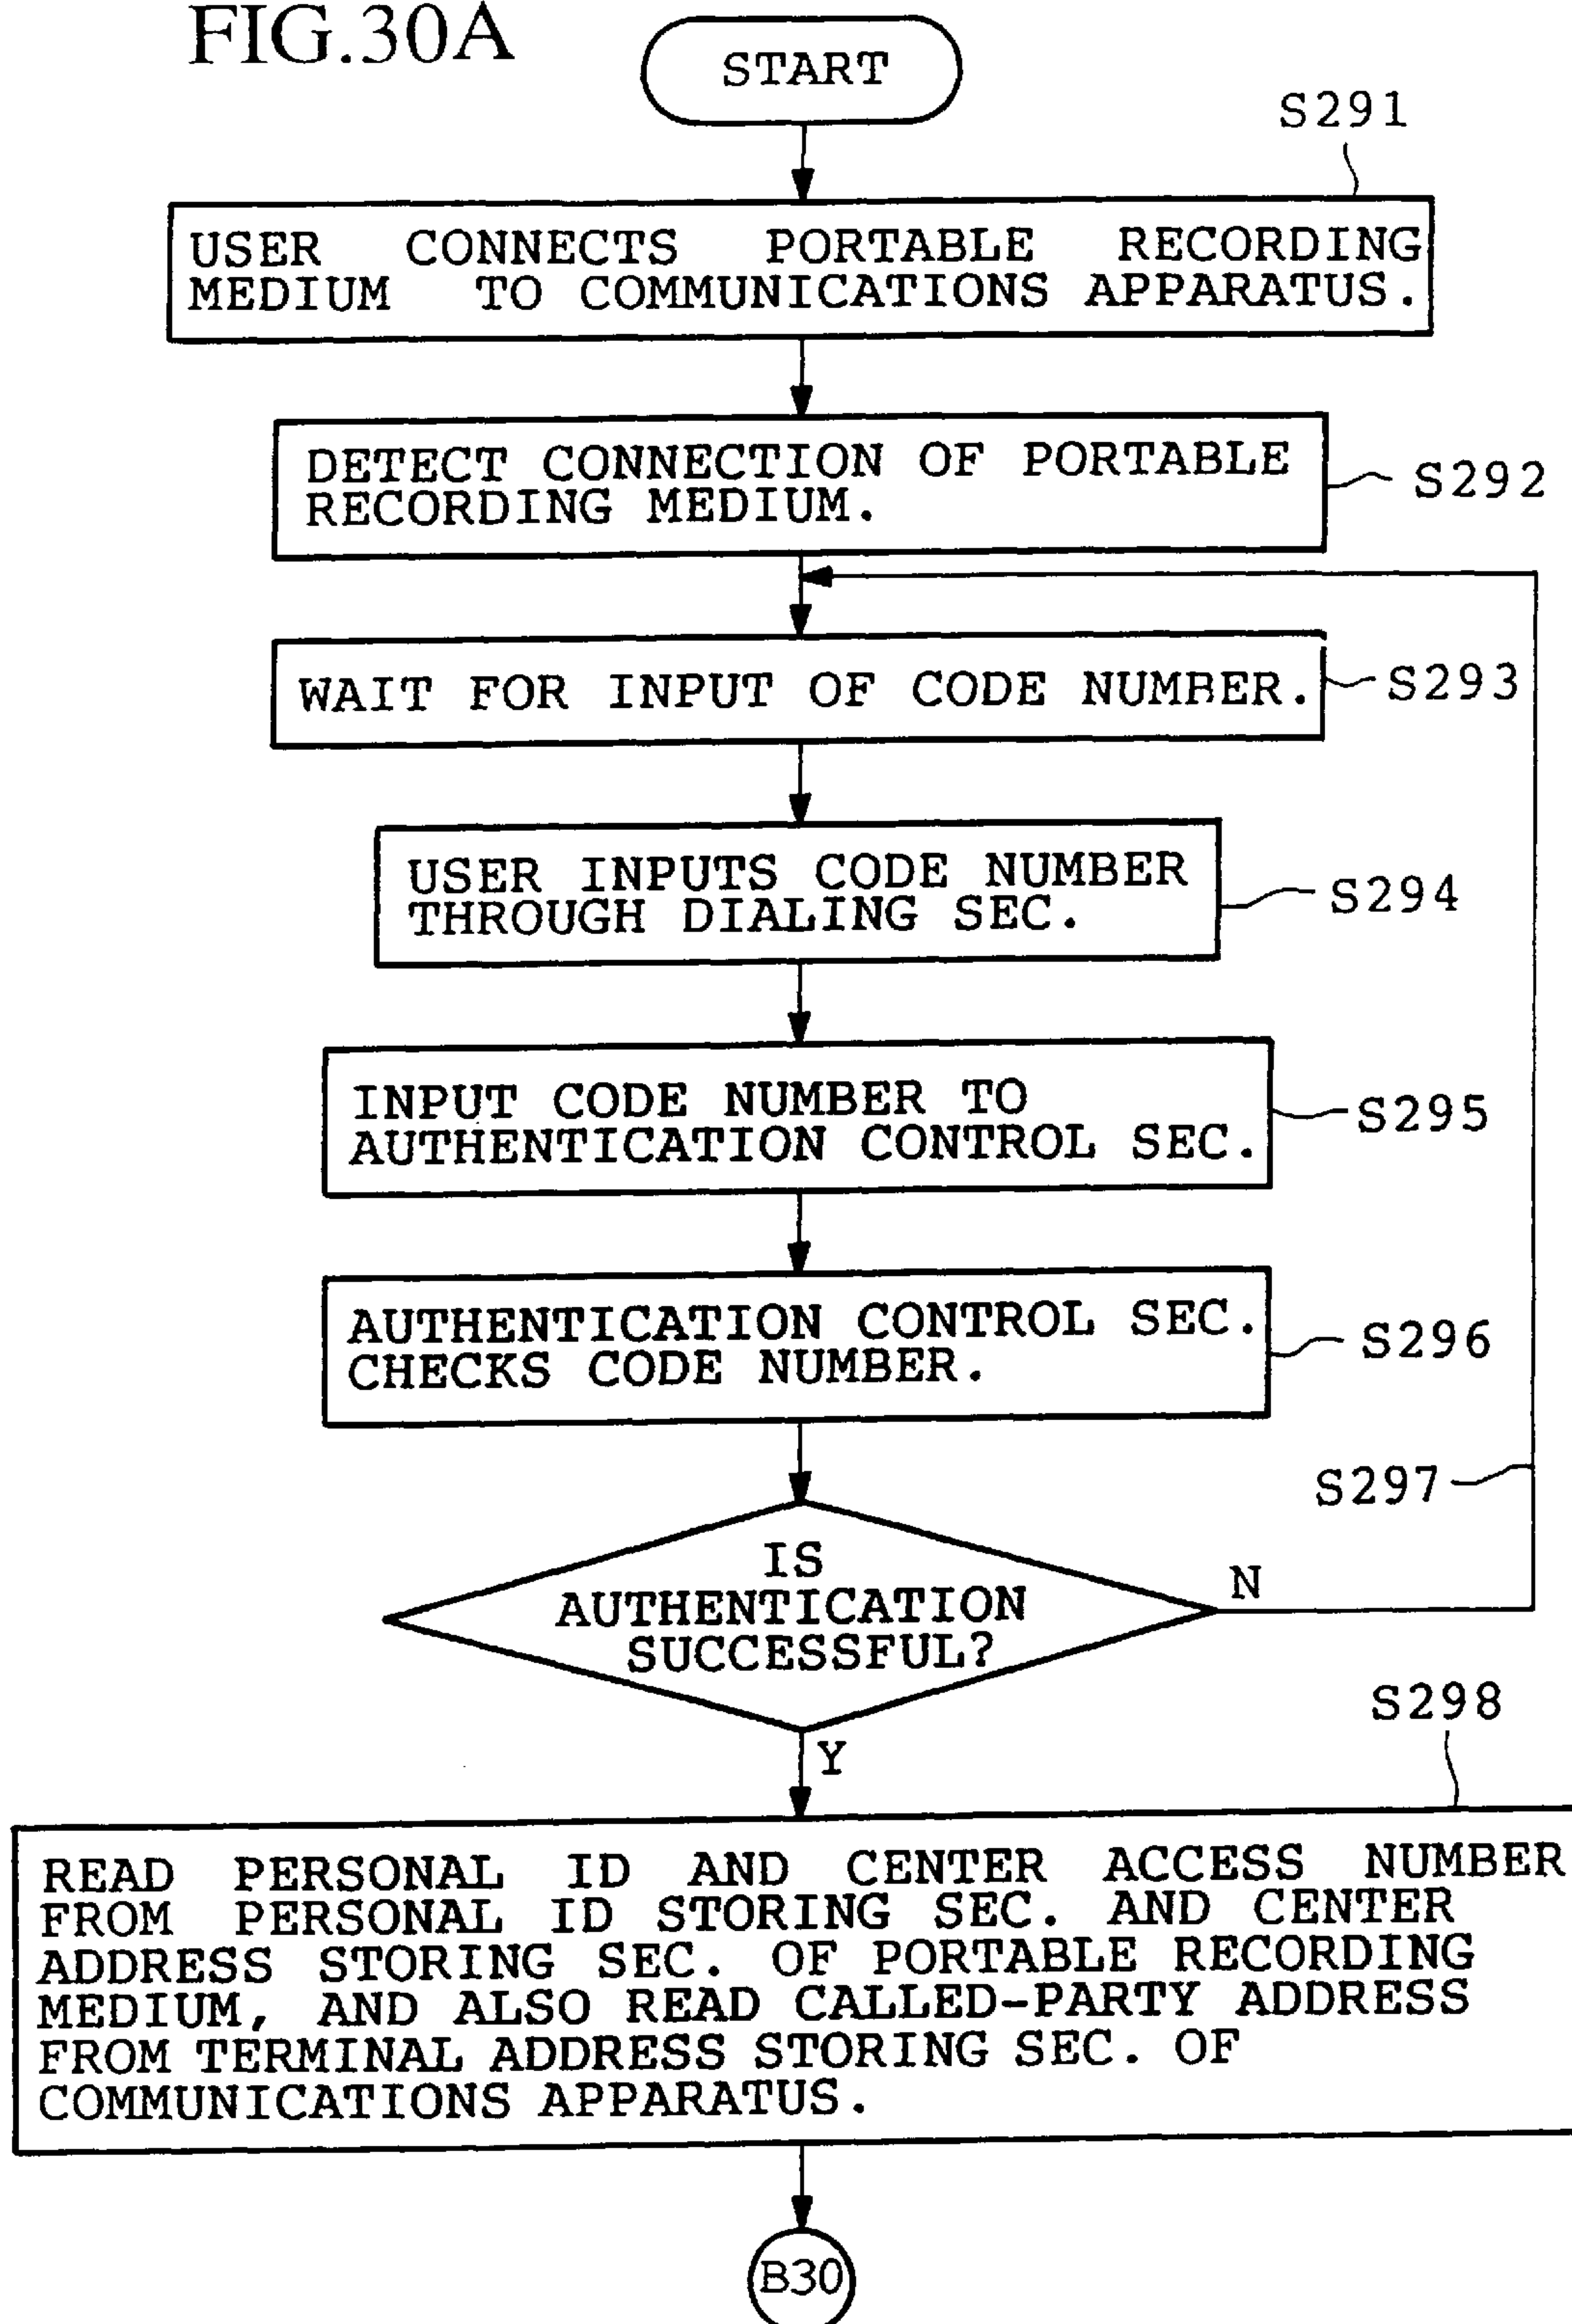 FIG.30A
START
S291
USER CONNECTS PORTABLE RECORDING
MEDIUM TO COMMUNICATIONS APPARATUS.
DETECT CONNECTION OF PORTABLE
RECORDING MEDIUM.
S292
WAIT FOR INPUT OF CODE NUMBER.
S293
USER INPUTS CODE NUMBER
THROUGH DIALING SEC.
S294
INPUT CODE NUMBER TO
AUTHENTICATION CONTROL SEC.
S295
AUTHENTICATION CONTROL SEC.
CHECKS CODE NUMBER.
S296
S297
IS
AUTHENTICATION
SUCCESSFUL?
N
Y
S298
READ PERSONAL ID AND CENTER ACCESS NUMBER
FROM PERSONAL ID STORING SEC. AND CENTER
ADDRESS STORING SEC. OF PORTABLE RECORDING
MEDIUM, AND ALSO READ CALLED-PARTY ADDRESS
FROM TERMINAL ADDRESS STORING SEC. OF
COMMUNICATIONS APPARATUS.
B30